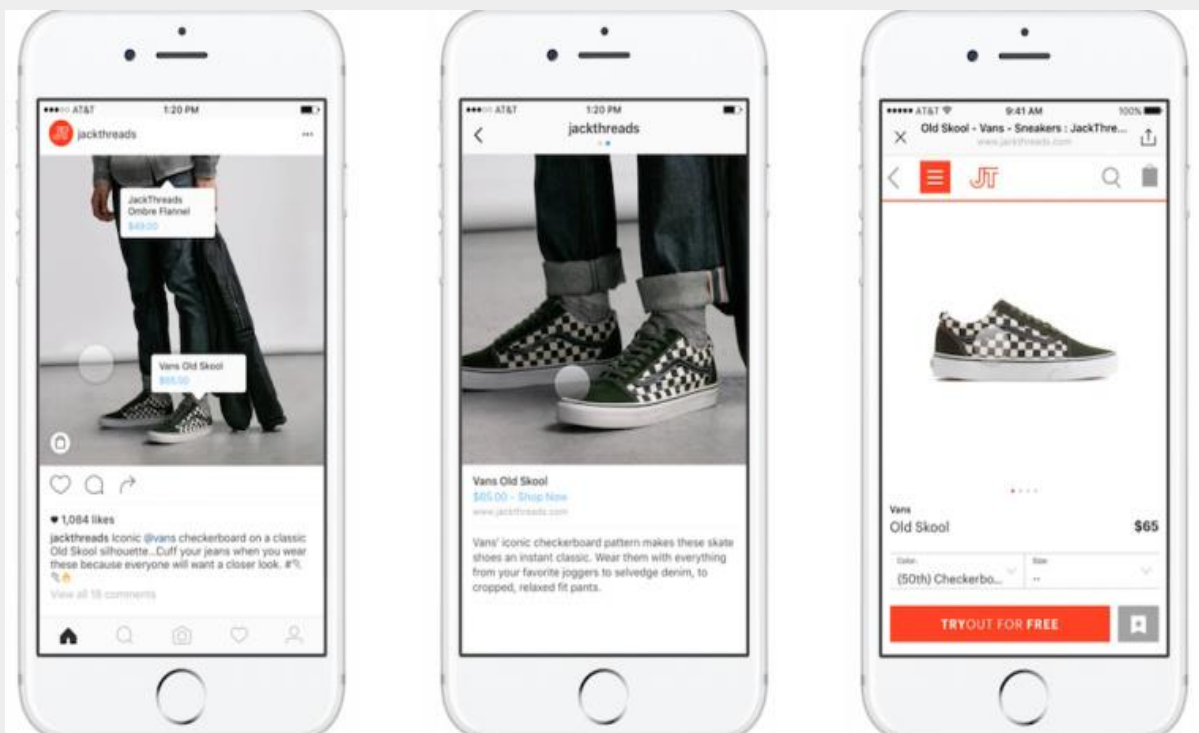 AT&T
1:20 PM
jackthreads
JackThreads
Ombre Flannel
$49.00
Vans Old Skool
$65.00
1,084 likes
jackthreads Iconic @vans checkerboard on a classic
Old Skool silhouette...Cuff your jeans when you wear
these because everyone will want a closer look. #
View all 18 comments
AT&T
1:20 PM
jackthreads
Vans Old Skool
$65.00 - Shop Now
www.jackthreads.com
Vans' iconic checkerboard pattern makes these skate
shoes an instant classic. Wear them with everything
from your favorite joggers to selvedge denim, to
cropped, relaxed fit pants.
AT&T
9:41 AM
100%
Old Skool - Vans - Sneakers : JackThre...
www.jackthreads.com
JT
Vans
Old Skool
$65
Color:
Size
(50th) Checkerbo...
--
TRYOUT FOR FREE